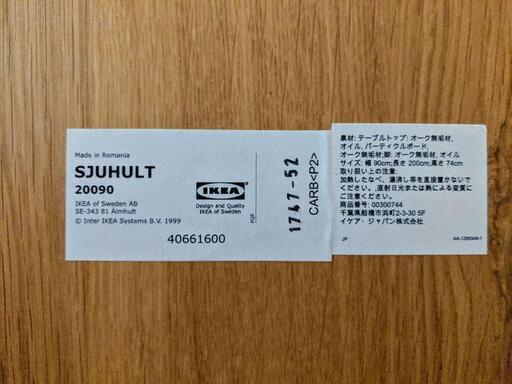 Made in Romania
SJUHULT
20090
IKEA of Sweden AB
SE-343 81 Älmhult
© Inter IKEA Systems B.V. 1999
40661600
IKEA
Design and Quality
IKEA of Sweden
PQE
1747-52
CARB<P2>
素材: テーブルトップ: オーク無垢材,
オイル, パーティクルボード,
オーク無垢材;脚: オーク無垢材, オイル
サイズ: 幅 90cm;長さ 200cm;高さ 74cm
取り扱い上の注意:
加熱したなべ、湯沸し等を直接置かないで
ください。,直射日光または熱による変質に
ご注意ください。
商品番号: 00300744
千葉県船橋市浜町2-3-30 5F
イケア・ジャパン株式会社
JP
AA-1295349-1